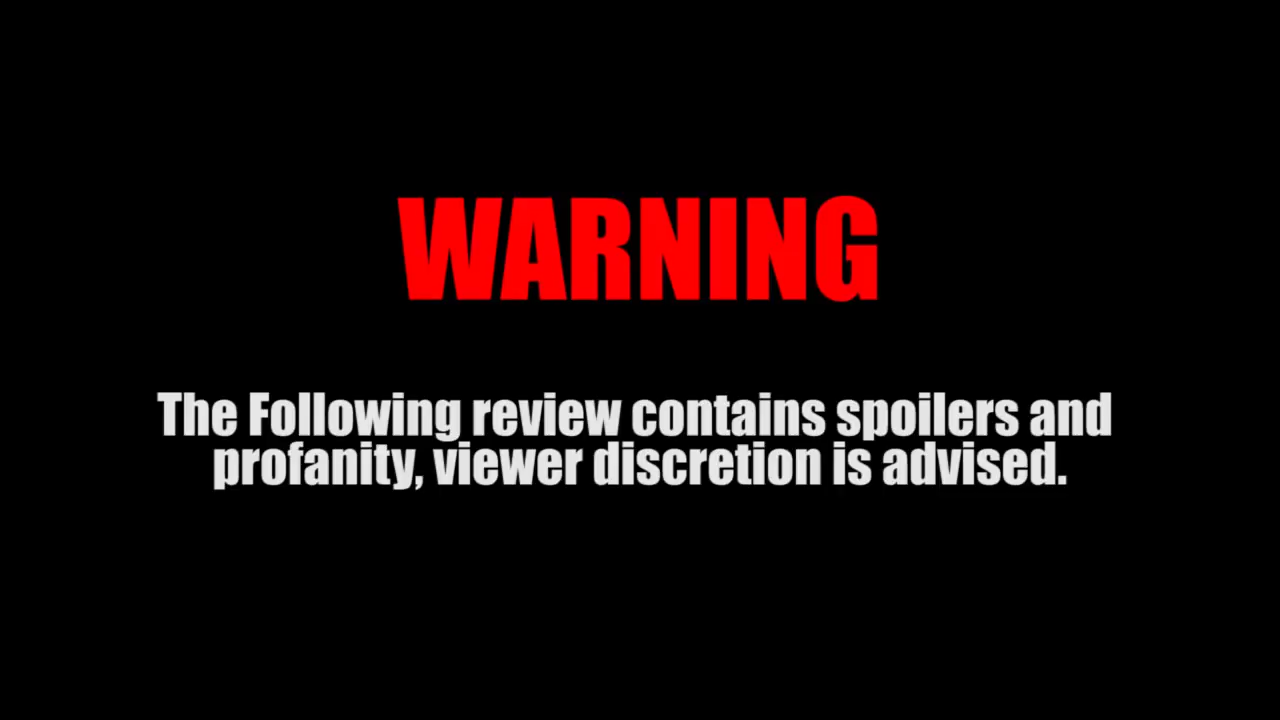 WARNING
The Following review contains spoilers and
profanity, viewer discretion is advised.